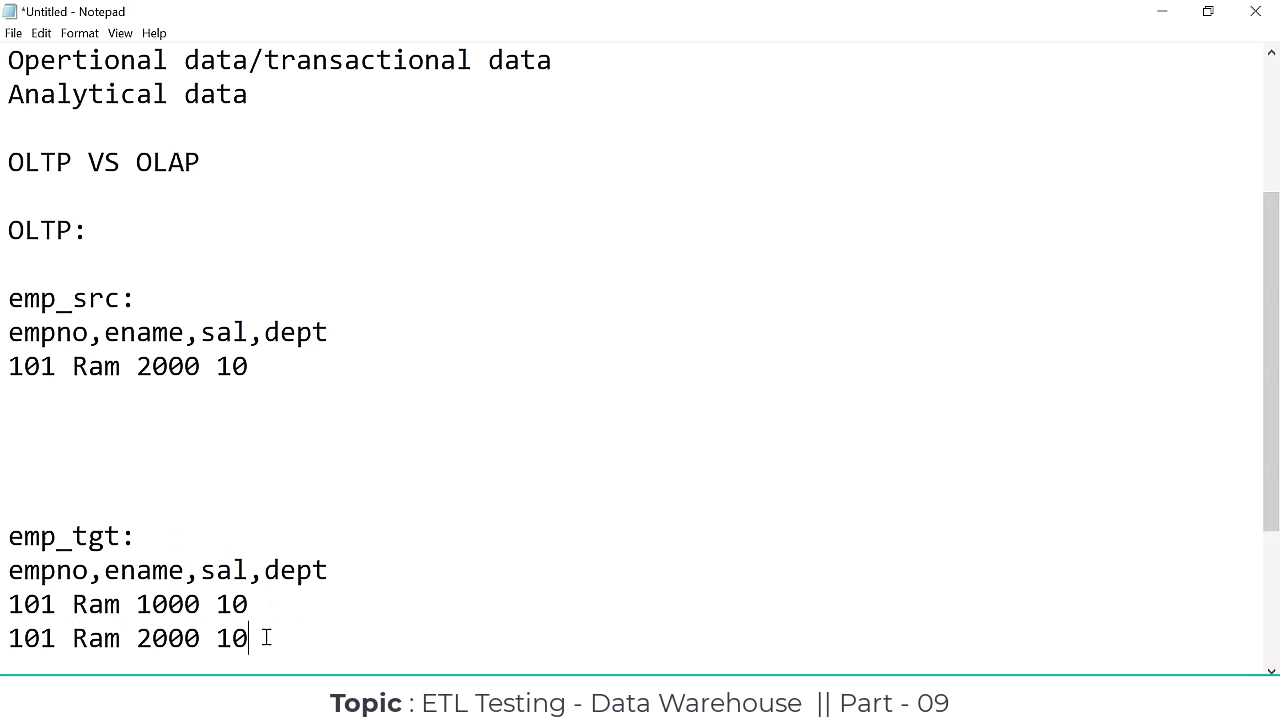 *Untitled - Notepad
File Edit Format View Help
Opertional data/transactional data
Analytical data
OLTP VS OLAP
OLTP:
emp_src:
empno,ename,sal,dept
101 Ram 2000 10
emp_tgt:
empno,ename,sal,dept
101 Ram 1000 10
101 Ram 2000 10
Topic : ETL Testing - Data Warehouse || Part - 09